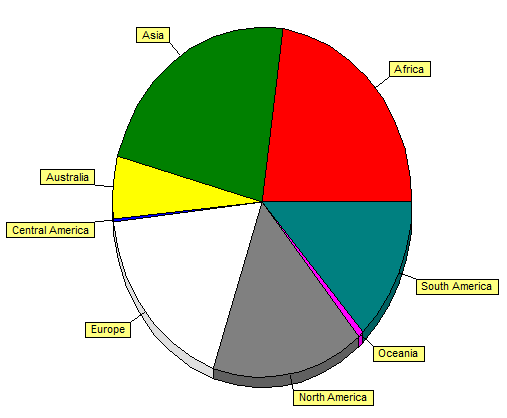 Asia
Africa
Australia
Central America
South America
Europe
Oceania
North America